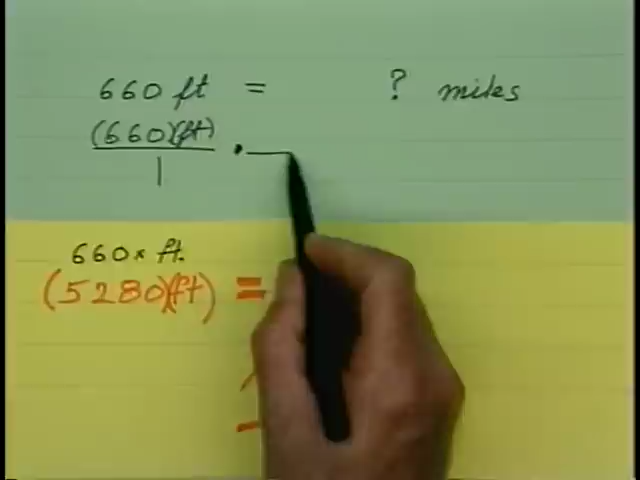 660 ft = ? miles
(660)(ft)
1
660 × ft.
(5280)(ft) =